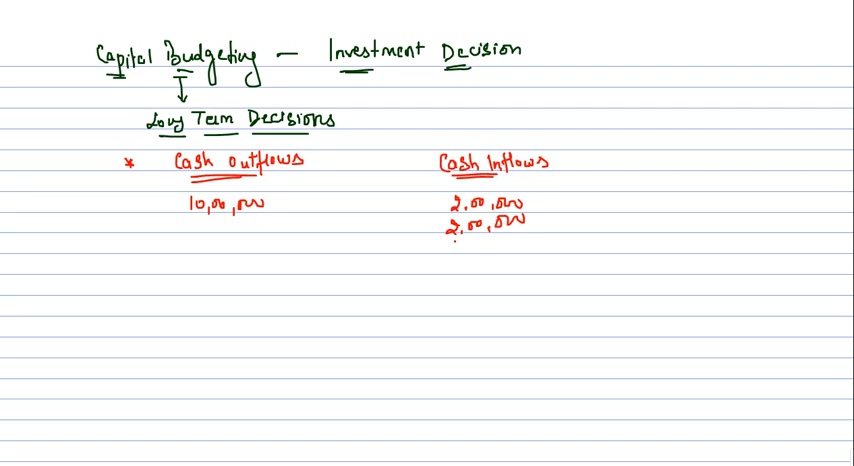 Capital Budgeting — Investment Decision
Long Term Decisions
* Cash Outflows Cash Inflows
10,00,000 2,00,000
2,00,000